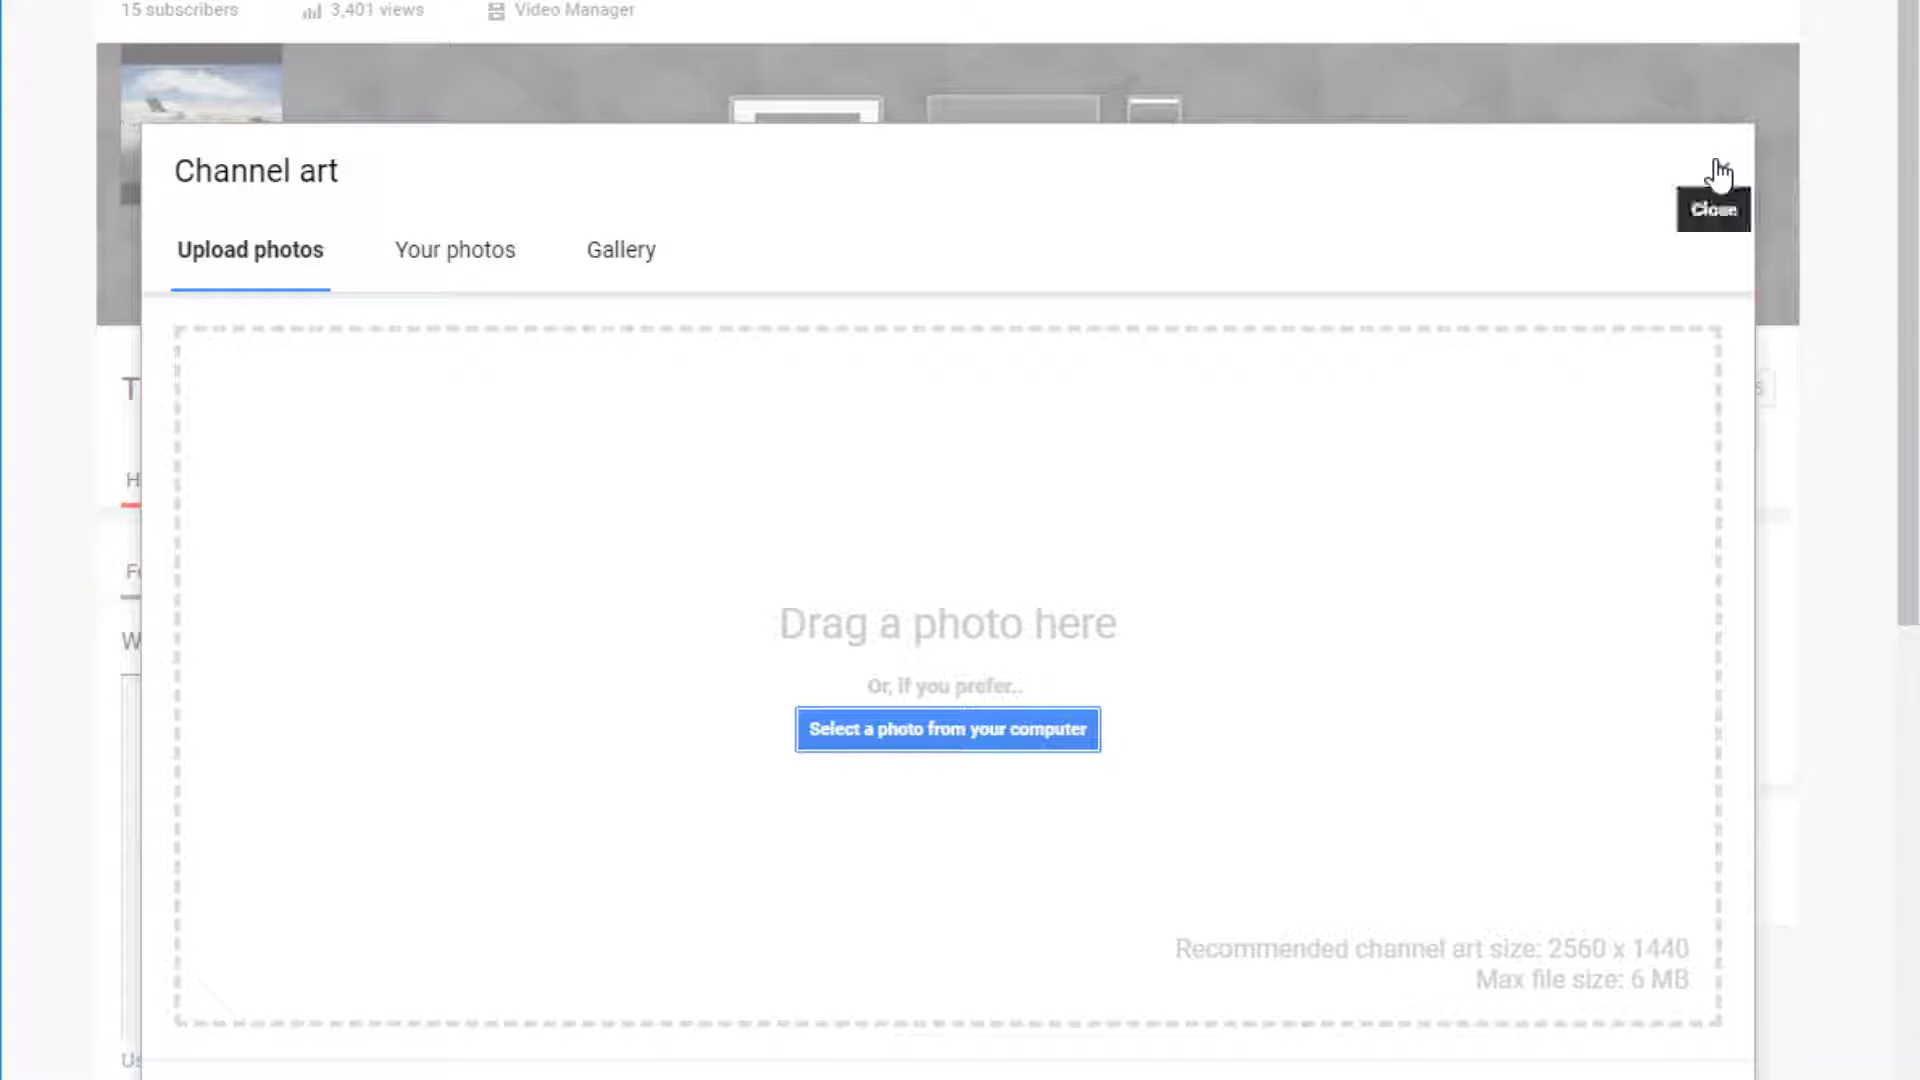 15 subscribers
3,401 views
Video Manager
Channel art
Close
Upload photos
Your photos
Gallery
Drag a photo here
Or, if you prefer..
Select a photo from your computer
Recommended channel art size: 2560 x 1440
Max file size: 6 MB